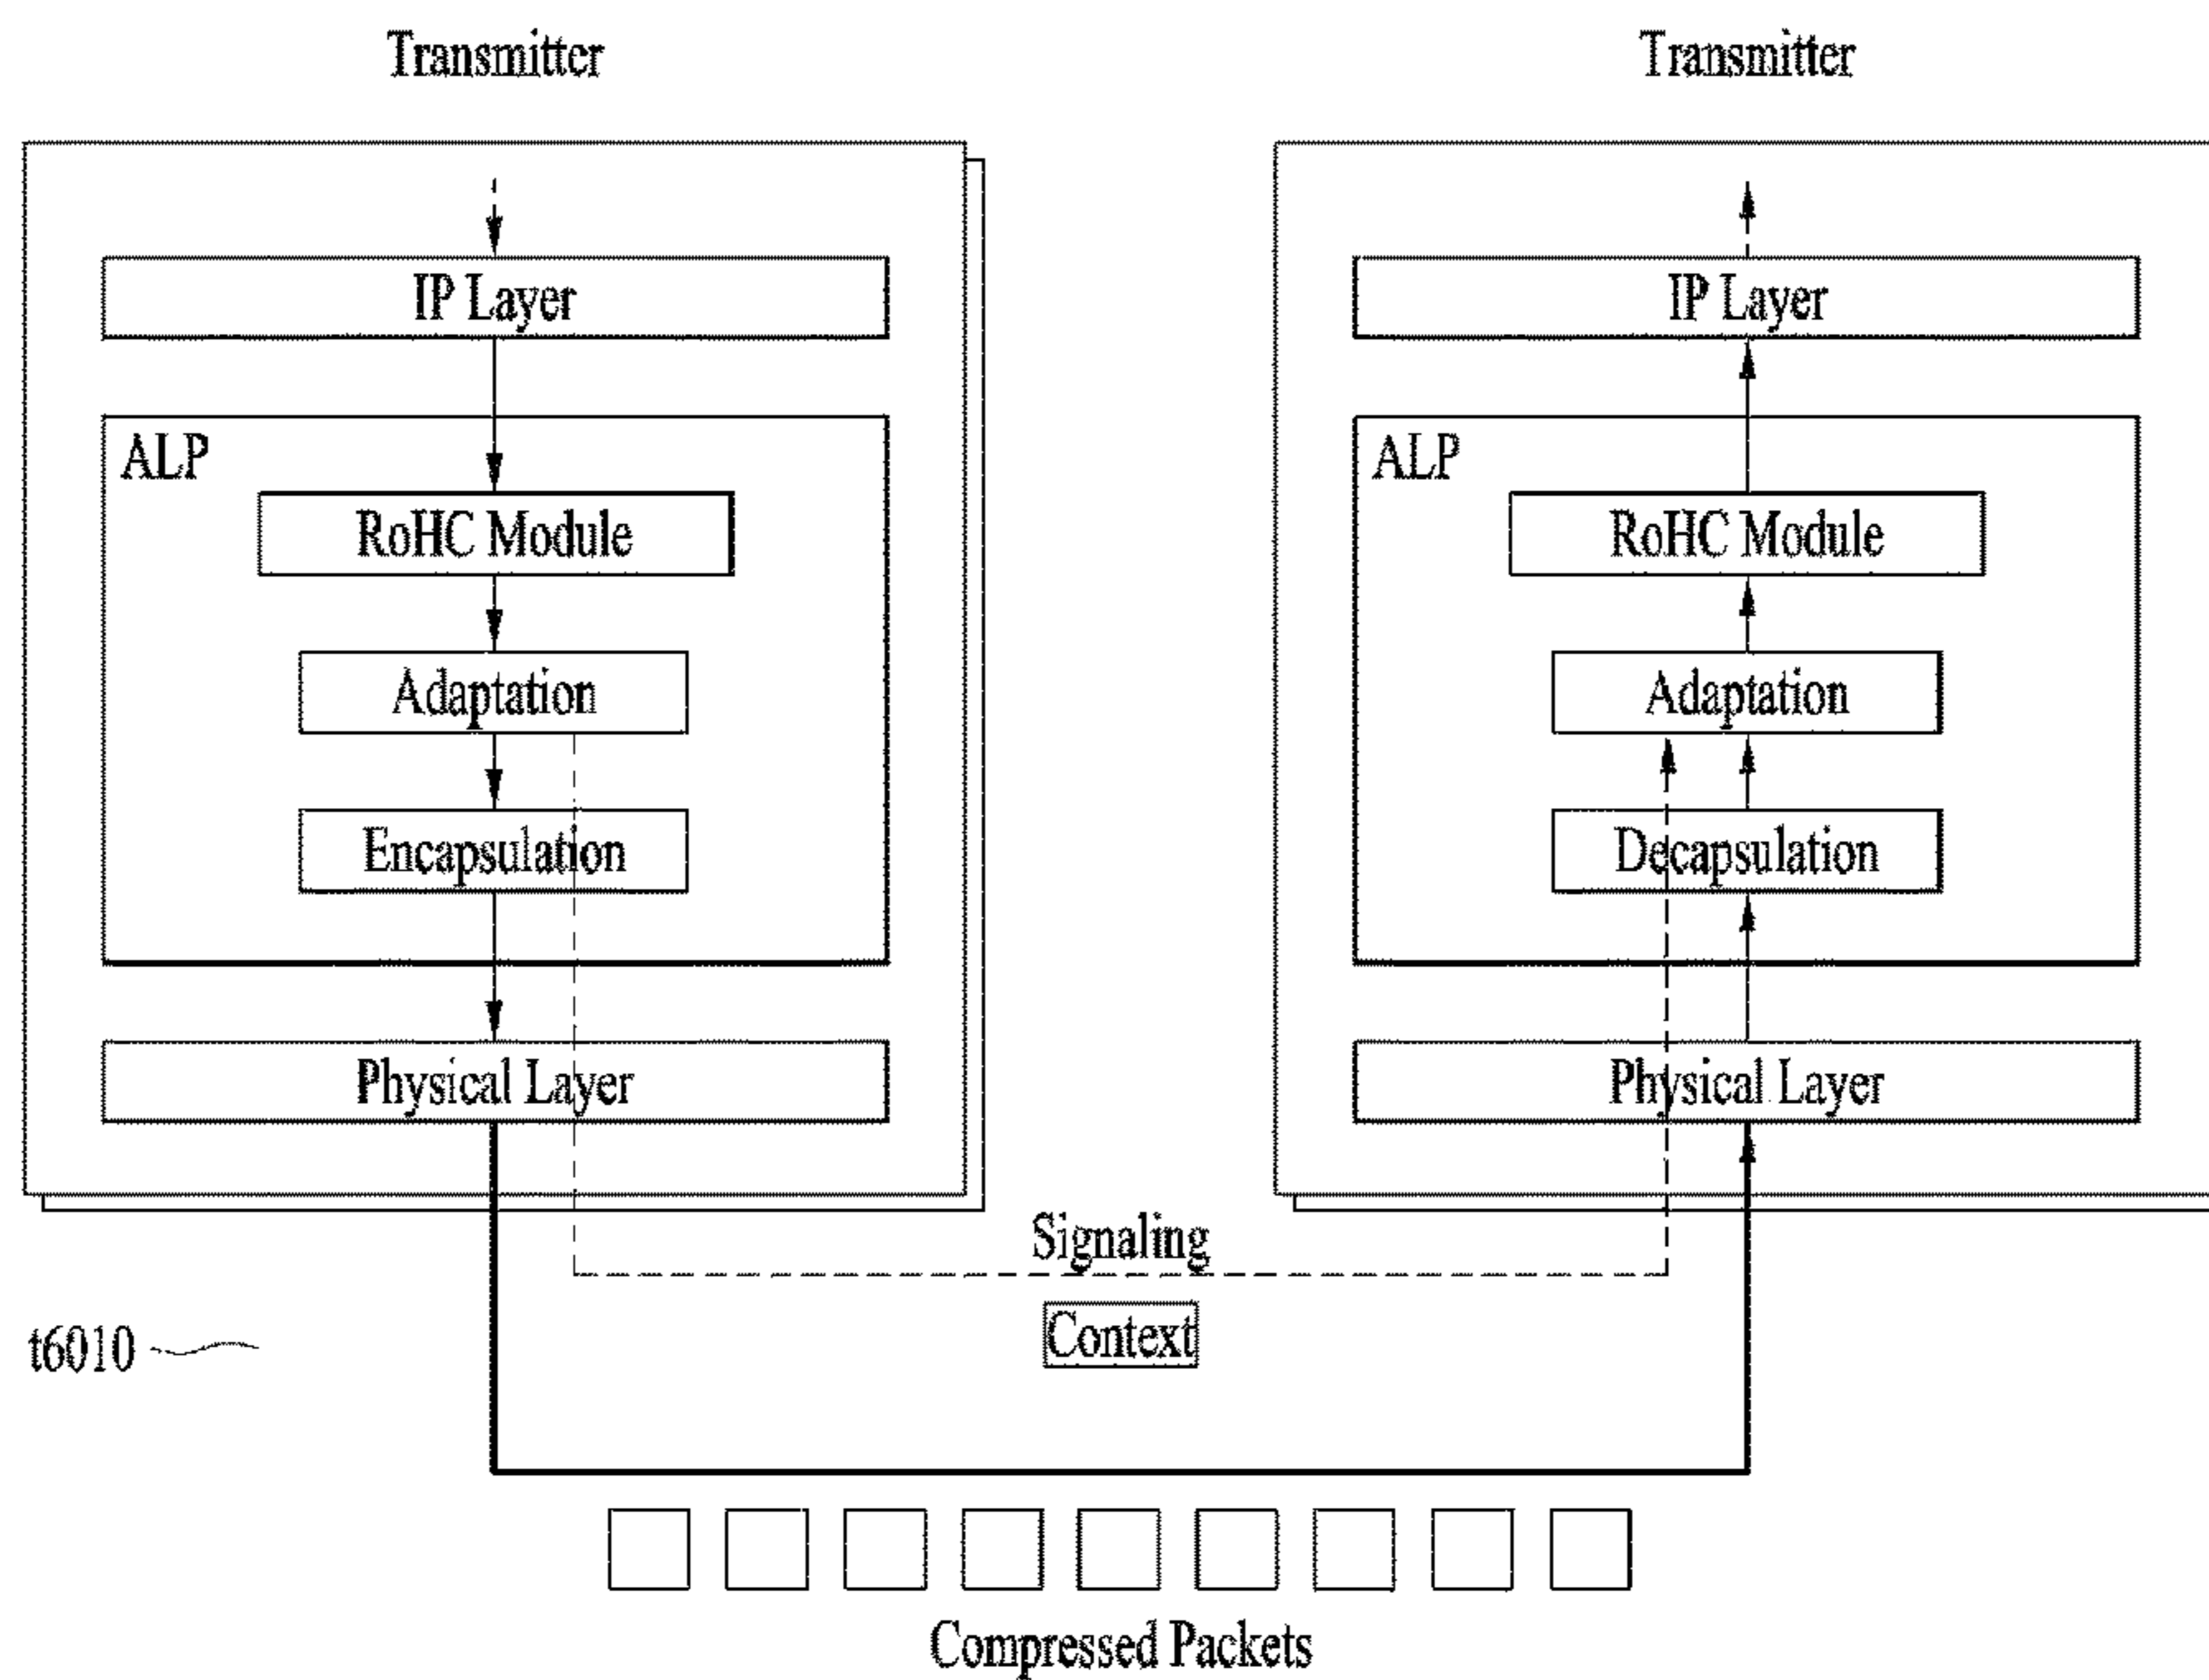 Transmitter
IP Layer
ALP
RoHC Module
Adaptation
Encapsulation
Physical Layer
Transmitter
IP Layer
ALP
RoHC Module
Adaptation
Decapsulation
Physical Layer
Signaling
Context
t6010
Compressed Packets